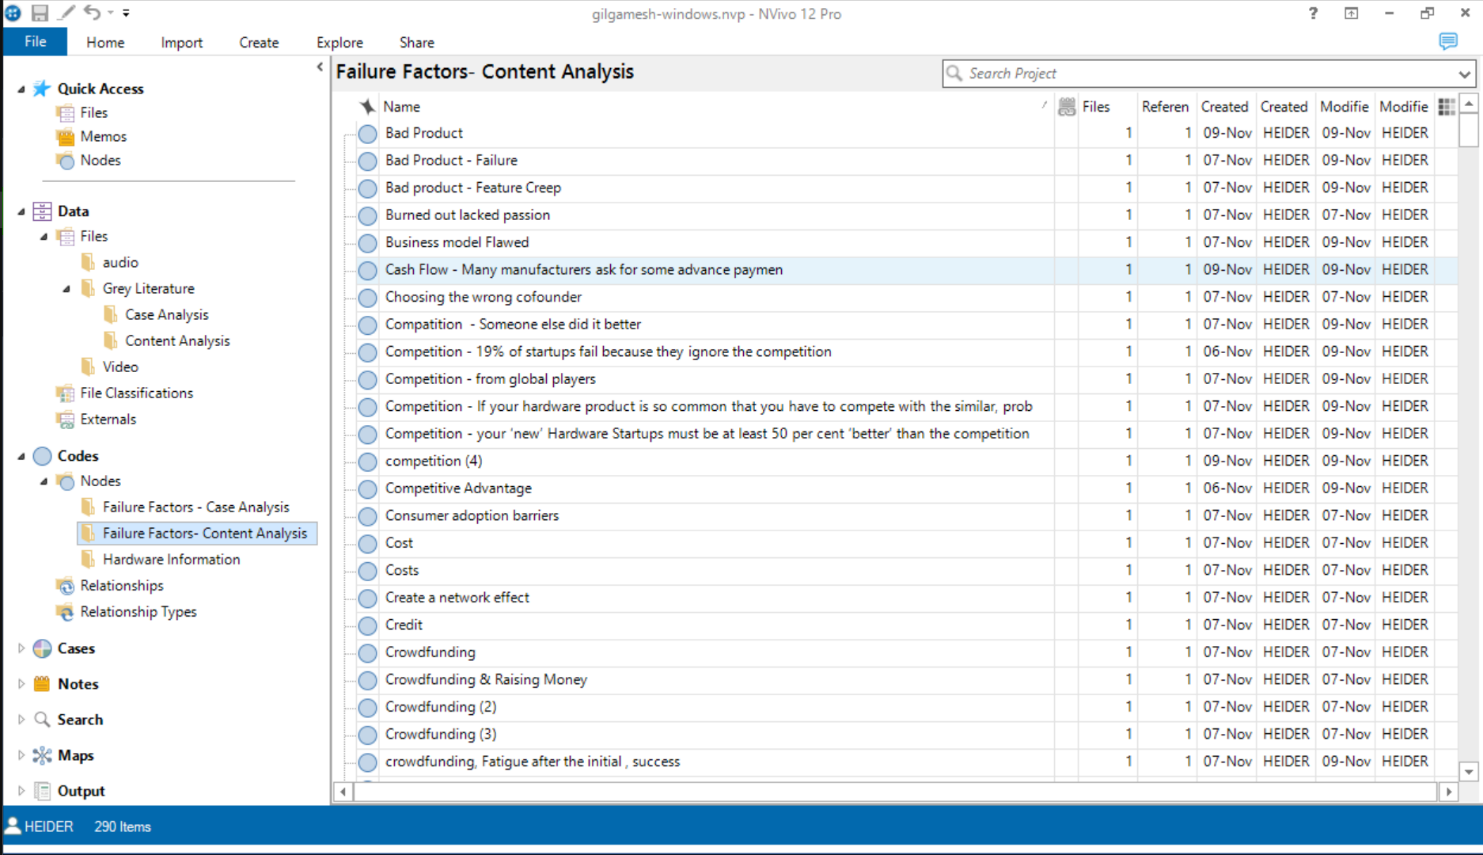 gilgamesh-windows.nvp - NVivo 12 Pro
?
File Home Import Create Explore Share
Quick Access
Files
Memos
Nodes
Data
Files
audio
Grey Literature
Case Analysis
Content Analysis
Video
File Classifications
Externals
Codes
Nodes
Failure Factors - Case Analysis
Failure Factors- Content Analysis
Hardware Information
Relationships
Relationship Types
Cases
Notes
Search
Maps
Output
Failure Factors- Content Analysis
Search Project
Name Files Referen Created Created Modifie Modifie
Bad Product 1 1 09-Nov HEIDER 09-Nov HEIDER
Bad Product - Failure 1 1 07-Nov HEIDER 09-Nov HEIDER
Bad product - Feature Creep 1 1 07-Nov HEIDER 09-Nov HEIDER
Burned out lacked passion 1 1 07-Nov HEIDER 07-Nov HEIDER
Business model Flawed 1 1 07-Nov HEIDER 09-Nov HEIDER
Cash Flow - Many manufacturers ask for some advance paymen 1 1 09-Nov HEIDER 09-Nov HEIDER
Choosing the wrong cofounder 1 1 07-Nov HEIDER 07-Nov HEIDER
Compatition - Someone else did it better 1 1 07-Nov HEIDER 09-Nov HEIDER
Competition - 19% of startups fail because they ignore the competition 1 1 06-Nov HEIDER 09-Nov HEIDER
Competition - from global players 1 1 07-Nov HEIDER 09-Nov HEIDER
Competition - If your hardware product is so common that you have to compete with the similar, prob 1 1 07-Nov HEIDER 09-Nov HEIDER
Competition - your ‘new’ Hardware Startups must be at least 50 per cent ‘better’ than the competition 1 1 07-Nov HEIDER 09-Nov HEIDER
competition (4) 1 1 09-Nov HEIDER 09-Nov HEIDER
Competitive Advantage 1 1 06-Nov HEIDER 09-Nov HEIDER
Consumer adoption barriers 1 1 07-Nov HEIDER 07-Nov HEIDER
Cost 1 1 07-Nov HEIDER 07-Nov HEIDER
Costs 1 1 07-Nov HEIDER 07-Nov HEIDER
Create a network effect 1 1 07-Nov HEIDER 07-Nov HEIDER
Credit 1 1 07-Nov HEIDER 07-Nov HEIDER
Crowdfunding 1 1 07-Nov HEIDER 07-Nov HEIDER
Crowdfunding & Raising Money 1 1 07-Nov HEIDER 07-Nov HEIDER
Crowdfunding (2) 1 1 07-Nov HEIDER 07-Nov HEIDER
Crowdfunding (3) 1 1 07-Nov HEIDER 07-Nov HEIDER
crowdfunding, Fatigue after the initial , success 1 1 07-Nov HEIDER 09-Nov HEIDER
HEIDER 290 Items